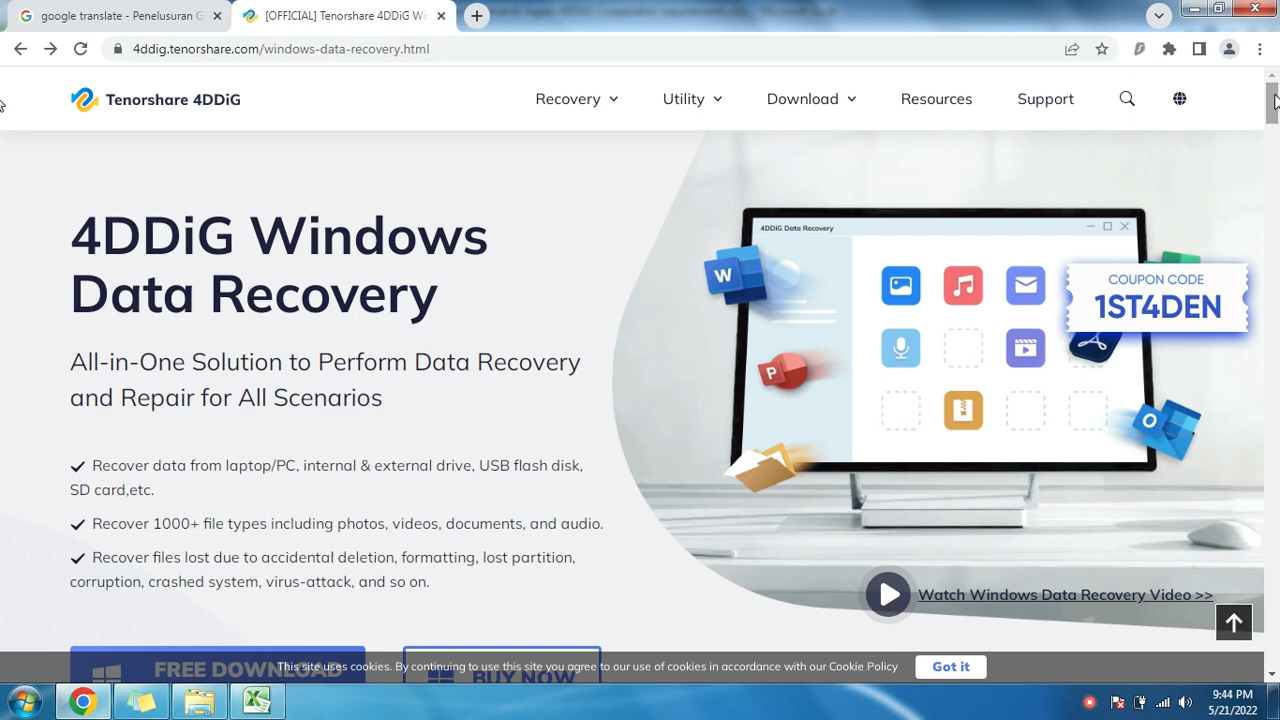 google translate - Penelusuran G
[OFFICIAL] Tenorshare 4DDiG Wi
4ddig.tenorshare.com/windows-data-recovery.html
Tenorshare 4DDiG
Recovery
Utility
Download
Resources
Support
4DDiG Windows
Data Recovery
All-in-One Solution to Perform Data Recovery
and Repair for All Scenarios
Recover data from laptop/PC, internal & external drive, USB flash disk,
SD card,etc.
Recover 1000+ file types including photos, videos, documents, and audio.
Recover files lost due to accidental deletion, formatting, lost partition,
corruption, crashed system, virus-attack, and so on.
4DDiG Data Recovery
W
P
O
COUPON CODE
1ST4DEN
Watch Windows Data Recovery Video >>
FREE DOWNLOAD
BUY NOW
This site uses cookies. By continuing to use this site you agree to our use of cookies in accordance with our Cookie Policy
Got it
9:44 PM
5/21/2022